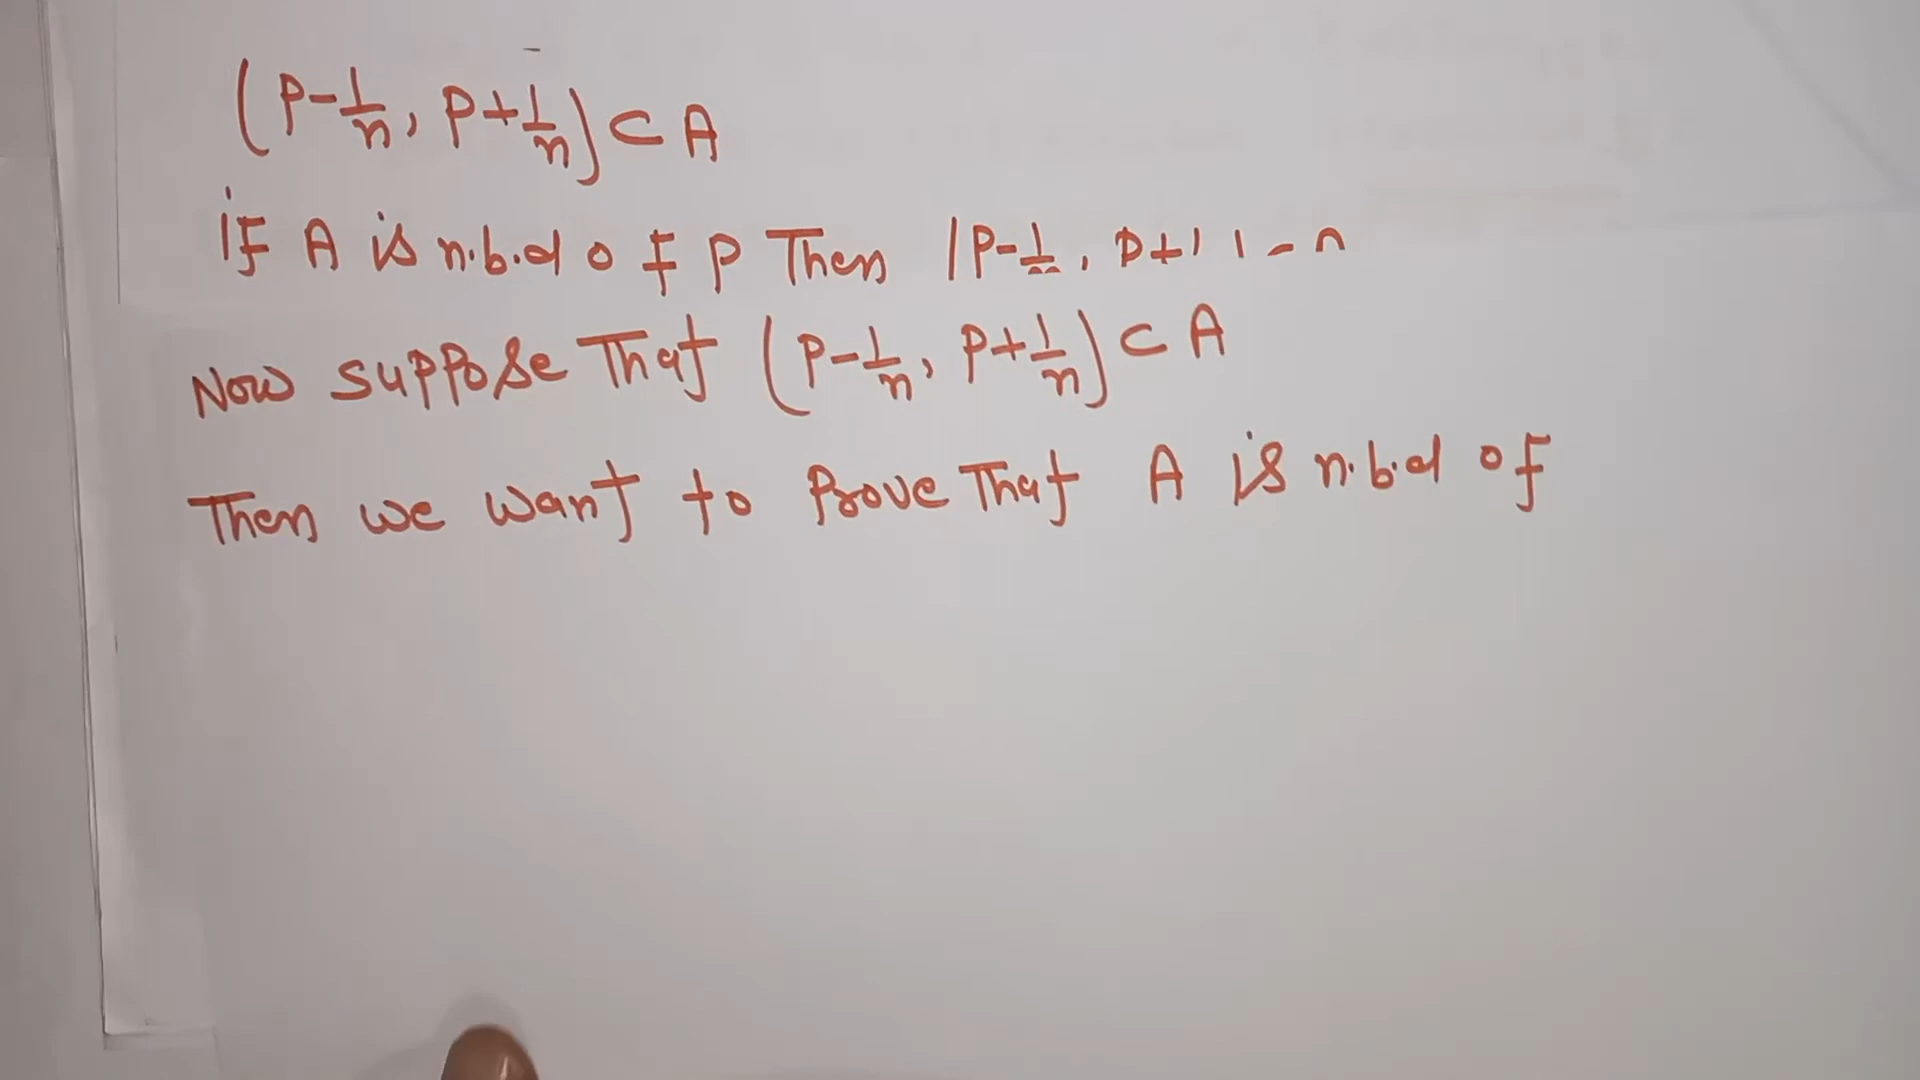 (P-1/n, P+1/n) ⊂ A
if A is n.b.d of P Then
Now suppose That (P-1/n, P+1/n) ⊂ A
Then we want to Prove That A is n.b.d of